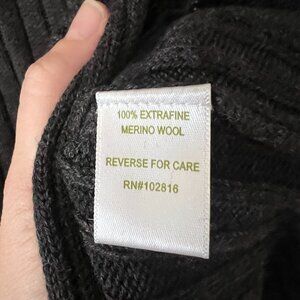 100% EXTRAFINE
MERINO WOOL
REVERSE FOR CARE
RN#102816